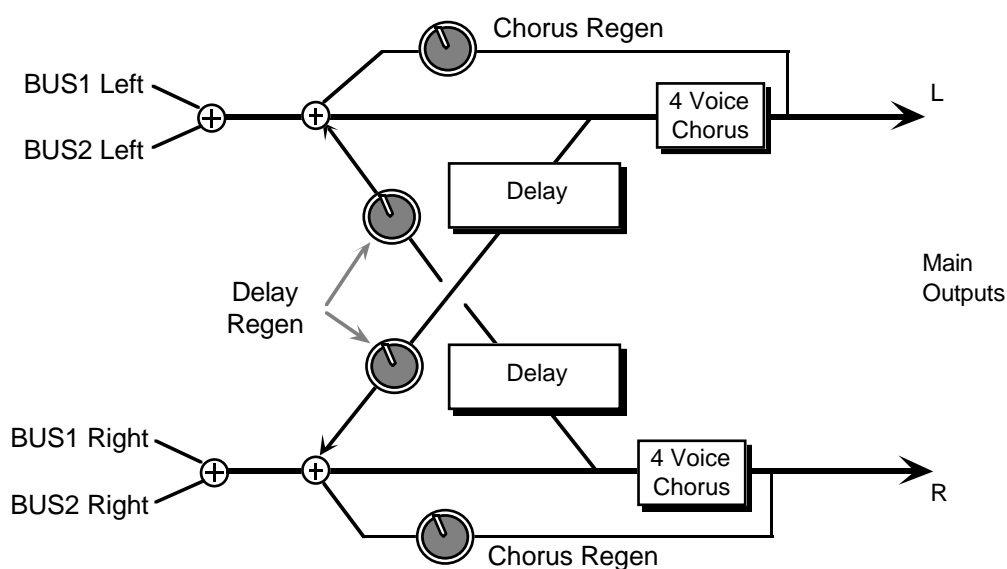 Chorus Regen
BUS1 Left
BUS2 Left
4 Voice
Chorus
L
Delay
Main
Outputs
Delay
Regen
Delay
BUS1 Right
BUS2 Right
4 Voice
Chorus
R
Chorus Regen